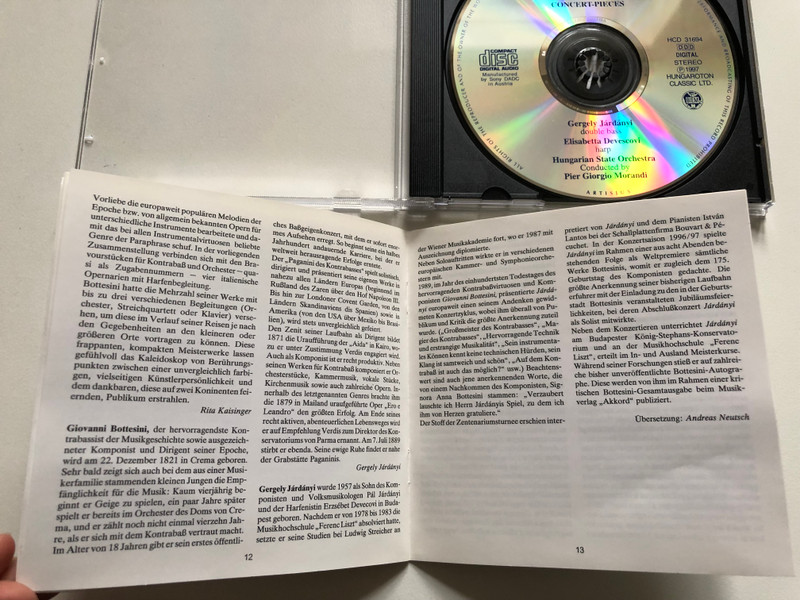 CONCERT-PIECES
COMPACT
disc
DIGITAL AUDIO
Manufactured
by Sony DADC
in Austria
HCD 31694
DDD
DIGITAL
STEREO
Ⓟ 1997
HUNGAROTON
CLASSIC LTD.
Gergely Járdányi
double bass
Elisabetta Devescovi
harp
Hungarian State Orchestra
Conducted by
Pier Giorgio Morandi
ARTISJUS
Vorliebe die europaweit populären Melodien der
Epoche bzw. von allgemein bekannten Opern für
unterschiedliche Instrumente bearbeitete und da-
mit das bei allen Instrumentalvirtuosen beliebte
Genre der Paraphrase schuf. In der vorliegenden
Zusammenstellung verbinden sich mit den Bra-
vourstücken für Kontrabaß und Orchester – qua-
si als Zugabenummern – vier italienische
Opernarien mit Harfenbegleitung.
Bottesini hatte die Mehrzahl seiner Werke mit
bis zu drei verschiedenen Begleitungen (Or-
chester, Streichquartett oder Klavier) verse-
hen, um diese im Verlauf seiner Reisen je nach
den Gegebenheiten an den kleineren oder
größeren Orte vortragen zu können. Diese
frappanten, kompakten Meisterwerke lassen
gefühlvoll das Kaleidoskop von Berührungs-
punkten zwischen einer unvergleichlich farbi-
gen, vielseitigen Künstlerpersönlichkeit und
dem dankbaren, diese auf zwei Koninenten fei-
ernden, Publikum erstrahlen.
Rita Kaisinger
Giovanni Bottesini, der hervorragendste Kon-
trabassist der Musikgeschichte sowie ausgezeich-
neter Komponist und Dirigent seiner Epoche,
wird am 22. Dezember 1821 in Crema geboren.
Sehr bald zeigt sich auch bei dem aus einer Musi-
kerfamilie stammenden kleinen Jungen die Emp-
fänglichkeit für die Musik: Kaum vierjährig be-
ginnt er Geige zu spielen, ein paar Jahre später
spielt er bereits im Orchester des Doms von Cre-
ma, und er zählt noch nicht einmal vierzehn Jah-
re, als er sich mit dem Kontrabaß vertraut macht.
Im Alter von 18 Jahren gibt er sein erstes öffentli-
ches Baßgeigenkonzert, mit dem er sofort enor-
mes Aufsehen erregt. So beginnt seine ein halbes
Jahrhundert andauernde Karriere, bei der er
weltweit herausragende Erfolge erntete.
Der „Paganini des Kontrabasses“ spielt solistisch,
dirigiert und präsentiert seine eigenen Werke in
nahezu allen Ländern Europas (beginnend im
Rußland des Zaren über den Hof Napoleon III.
Bis hin zur Londoner Covent Garden, von den
Ländern Skandinaviens bis Spanien) sowie in
Amerika (von den USA über Mexiko bis Brasi-
lien), wird stets unvergleichlich gefeiert.
Den Zenit seiner Laufbahn als Dirigent bildet
1871 die Uraufführung der „Aida“ in Kairo, wo-
zu er unter Zustimmung Verdis engagiert wird.
Auch als Komponist ist er recht produktiv. Neben
seinen Werken für Kontrabaß komponiert er Or-
chesterstücke, Kammermusik, vokale Stücke,
Kirchenmusik sowie auch zahlreiche Opern. In-
nerhalb des letztgenannten Genres brachte ihm
die 1879 in Mailand uraufgeführte Oper „Ero e
Leandro“ den größten Erfolg. Am Ende seines
recht aktiven, abenteuerlichen Lebensweges wird
er auf Empfehlung Verdis zum Direktor des Kon-
servatoriums von Parma ernannt. Am 7. Juli 1889
stirbt er ebenda. Seine ewige Ruhe findet er nahe
der Grabstätte Paganinis.
Gergely Járdányi
Gergely Járdányi wurde 1957 als Sohn des Kom-
ponisten und Volksmusikologen Pál Járdányi
und der Harfenistin Erzsébet Devecovi in Buda-
pest geboren. Nachdem er von 1978 bis 1983 die
Musikhochschule „Ferenc Liszt“ absolviert hatte,
setzte er seine Studien bei Ludwig Streicher an
12
der Wiener Musikakademie fort, wo er 1987 mit
Auszeichnung diplomierte.
Neben Soloauftritten wirkte er in verschiedenen
europäischen Kammer- und Symphonieorche-
stern mit.
1989, im Jahre des einhundertsten Todestages des
hervorragenden Kontrabaßvirtuosen und Kom-
ponisten Giovanni Bottesini, präsentierte Járdá-
nyi europaweit einen seinem Andenken gewid-
meten Konzertzyklus, wobei ihm überall von Pu-
blikum und Kritik die größte Anerkennung zuteil
wurde. („Großmeister des Kontrabasses“, „Ma-
gier des Kontrabasses“, „Hervorragende Technik
und erstrangige Musikalität“, „Sein instrumenta-
les Können kennt keine technischen Hürden, sein
Klang ist samtweich und schön“, „Auf dem Kon-
trabaß ist auch das möglich?“ usw.) Beachtens-
wert sind auch jene anerkennenden Worte, die
von einem Nachkommen des Komponisten, Sig-
nora Anna Bottesini stammen: „Verzaubert
lauschte ich Herrn Járdányis Spiel, zu dem ich
ihm von Herzen gratuliere.“
Der Stoff der Zentenariumstournee erschien inter-
pretiert von Járdányi und dem Pianisten István
Lantos bei der Schallplattenfirma Bouvart & Pé-
cuchet. In der Konzertsaison 1996/97 spielte
Járdányi im Rahmen einer aus acht Abenden be-
stehenden Folge als Weltpremiere sämtliche
Werke Bottesinis, womit er zugleich dem 175.
Geburtstag des Komponisten gedachte. Die
größte Anerkennung seiner bisherigen Laufbahn
erfährt er mit der Einladung zu den in der Geburts-
stadt Bottesinis veranstalteten Jubiläumsfeier-
lichkeiten, bei deren Abschlußkonzert Járdányi
als Solist mitwirkte.
Neben dem Konzertieren unterrichtet Járdányi
am Budapester König-Stephans-Konservato-
rium und an der Musikhochschule „Ferenc
Liszt“, erteilt im In- und Ausland Meisterkurse.
Während seiner Forschungen stieß er auf zahlrei-
che bisher unveröffentlichte Bottesini-Autogra-
phe. Diese werden von ihm im Rahmen einer kri-
tischen Bottesini-Gesamtausgabe beim Musik-
verlag „Akkord“ publiziert.
Übersetzung: Andreas Neutsch
13